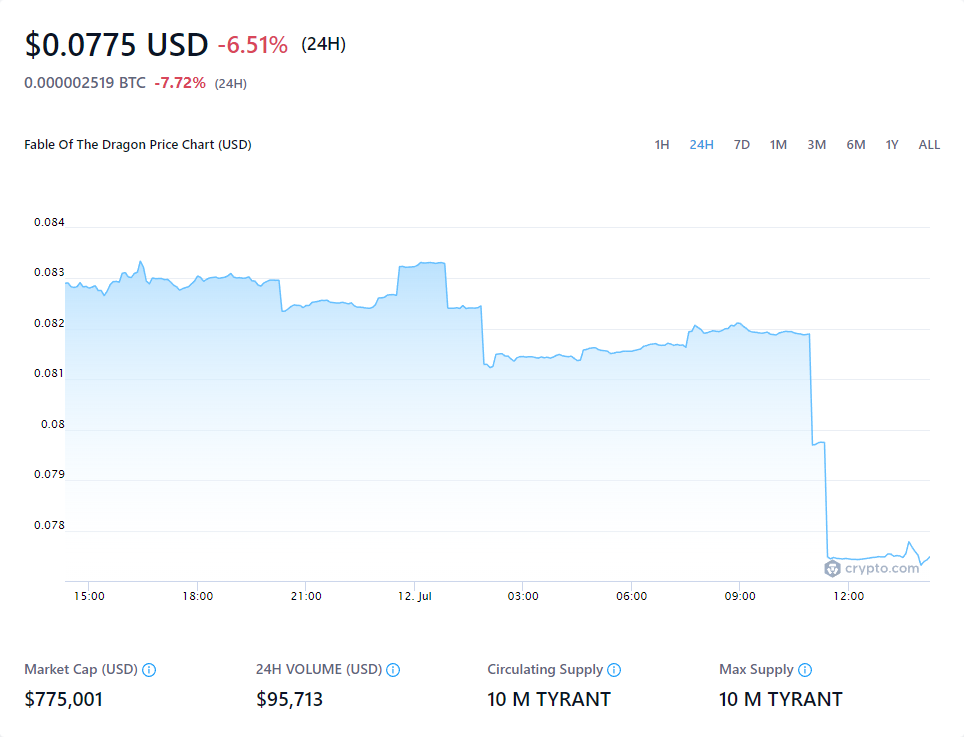 $0.0775 USD -6.51% (24H)
0.000002519 BTC -7.72% (24H)
Fable Of The Dragon Price Chart (USD) 1H 24H 7D 1M 3M 6M 1Y ALL
0.084
0.083
0.082
0.081
0.08
0.079
0.078
crypto.com
15:00 18:00 21:00 12. Jul 03:00 06:00 09:00 12:00
Market Cap (USD) 24H VOLUME (USD) Circulating Supply Max Supply
$775,001 $95,713 10 M TYRANT 10 M TYRANT